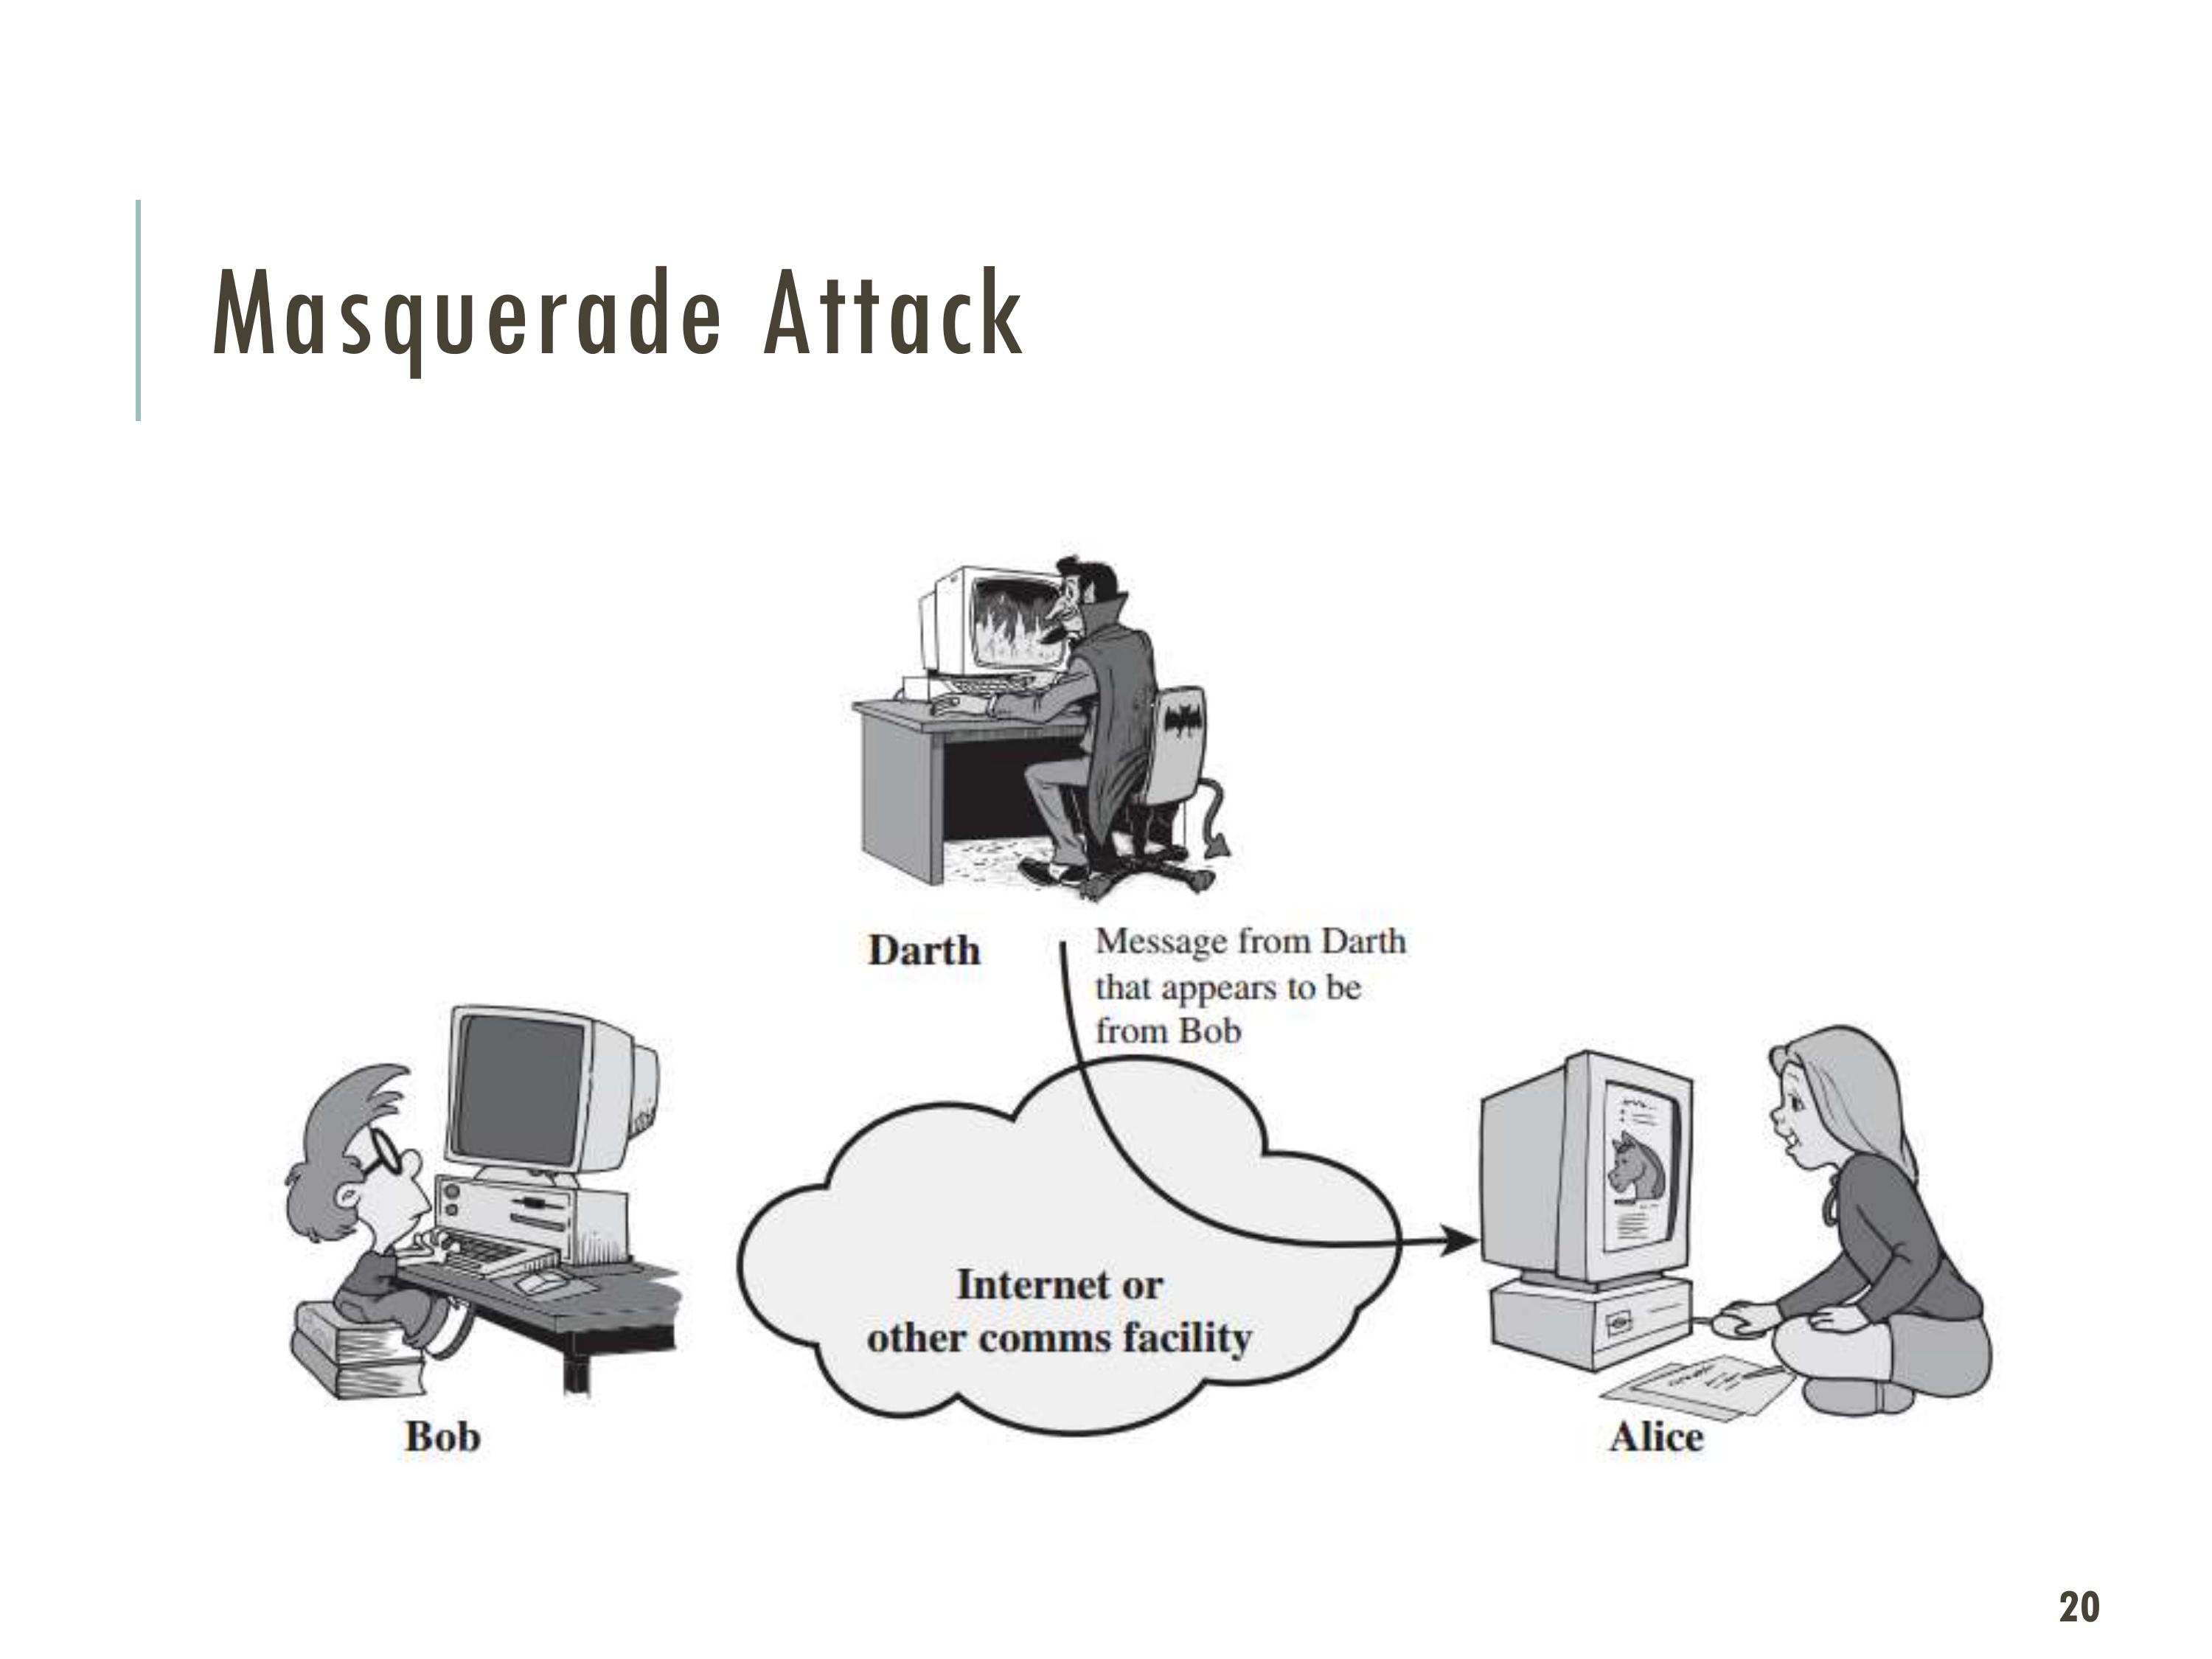 Masquerade Attack
Darth
Message from Darth
that appears to be
from Bob
Internet or
other comms facility
Bob
Alice
20